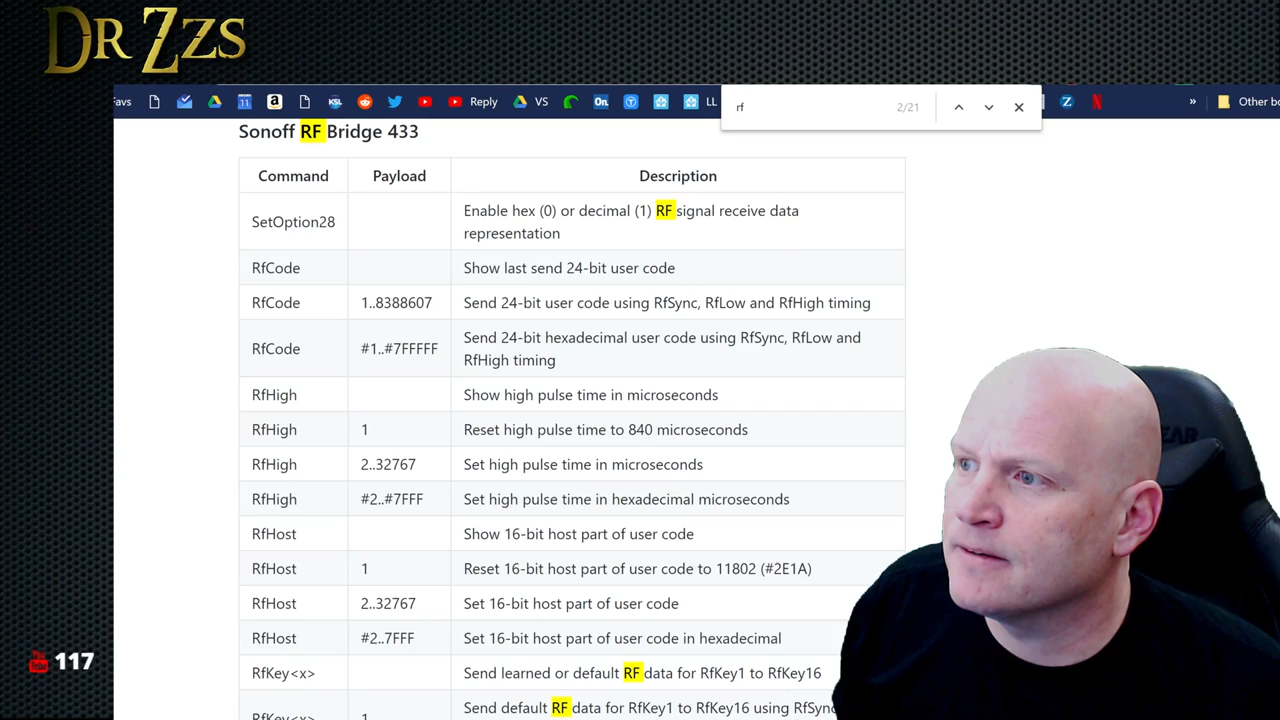 DR ZZS
Favs
11
a
KSL
Reply
VS
On
LL
Z
N
»
Other bo
rf
2/21
Sonoff RF Bridge 433
Command Payload Description
SetOption28 Enable hex (0) or decimal (1) RF signal receive data
representation
RfCode Show last send 24-bit user code
RfCode 1..8388607 Send 24-bit user code using RfSync, RfLow and RfHigh timing
RfCode #1..#7FFFFF Send 24-bit hexadecimal user code using RfSync, RfLow and
RfHigh timing
RfHigh Show high pulse time in microseconds
RfHigh 1 Reset high pulse time to 840 microseconds
RfHigh 2..32767 Set high pulse time in microseconds
RfHigh #2..#7FFF Set high pulse time in hexadecimal microseconds
RfHost Show 16-bit host part of user code
RfHost 1 Reset 16-bit host part of user code to 11802 (#2E1A)
RfHost 2..32767 Set 16-bit host part of user code
RfHost #2..7FFF Set 16-bit host part of user code in hexadecimal
RfKey<x> Send learned or default RF data for RfKey1 to RfKey16
RfKey<x> 1 Send default RF data for RfKey1 to RfKey16 using RfSync
You
117